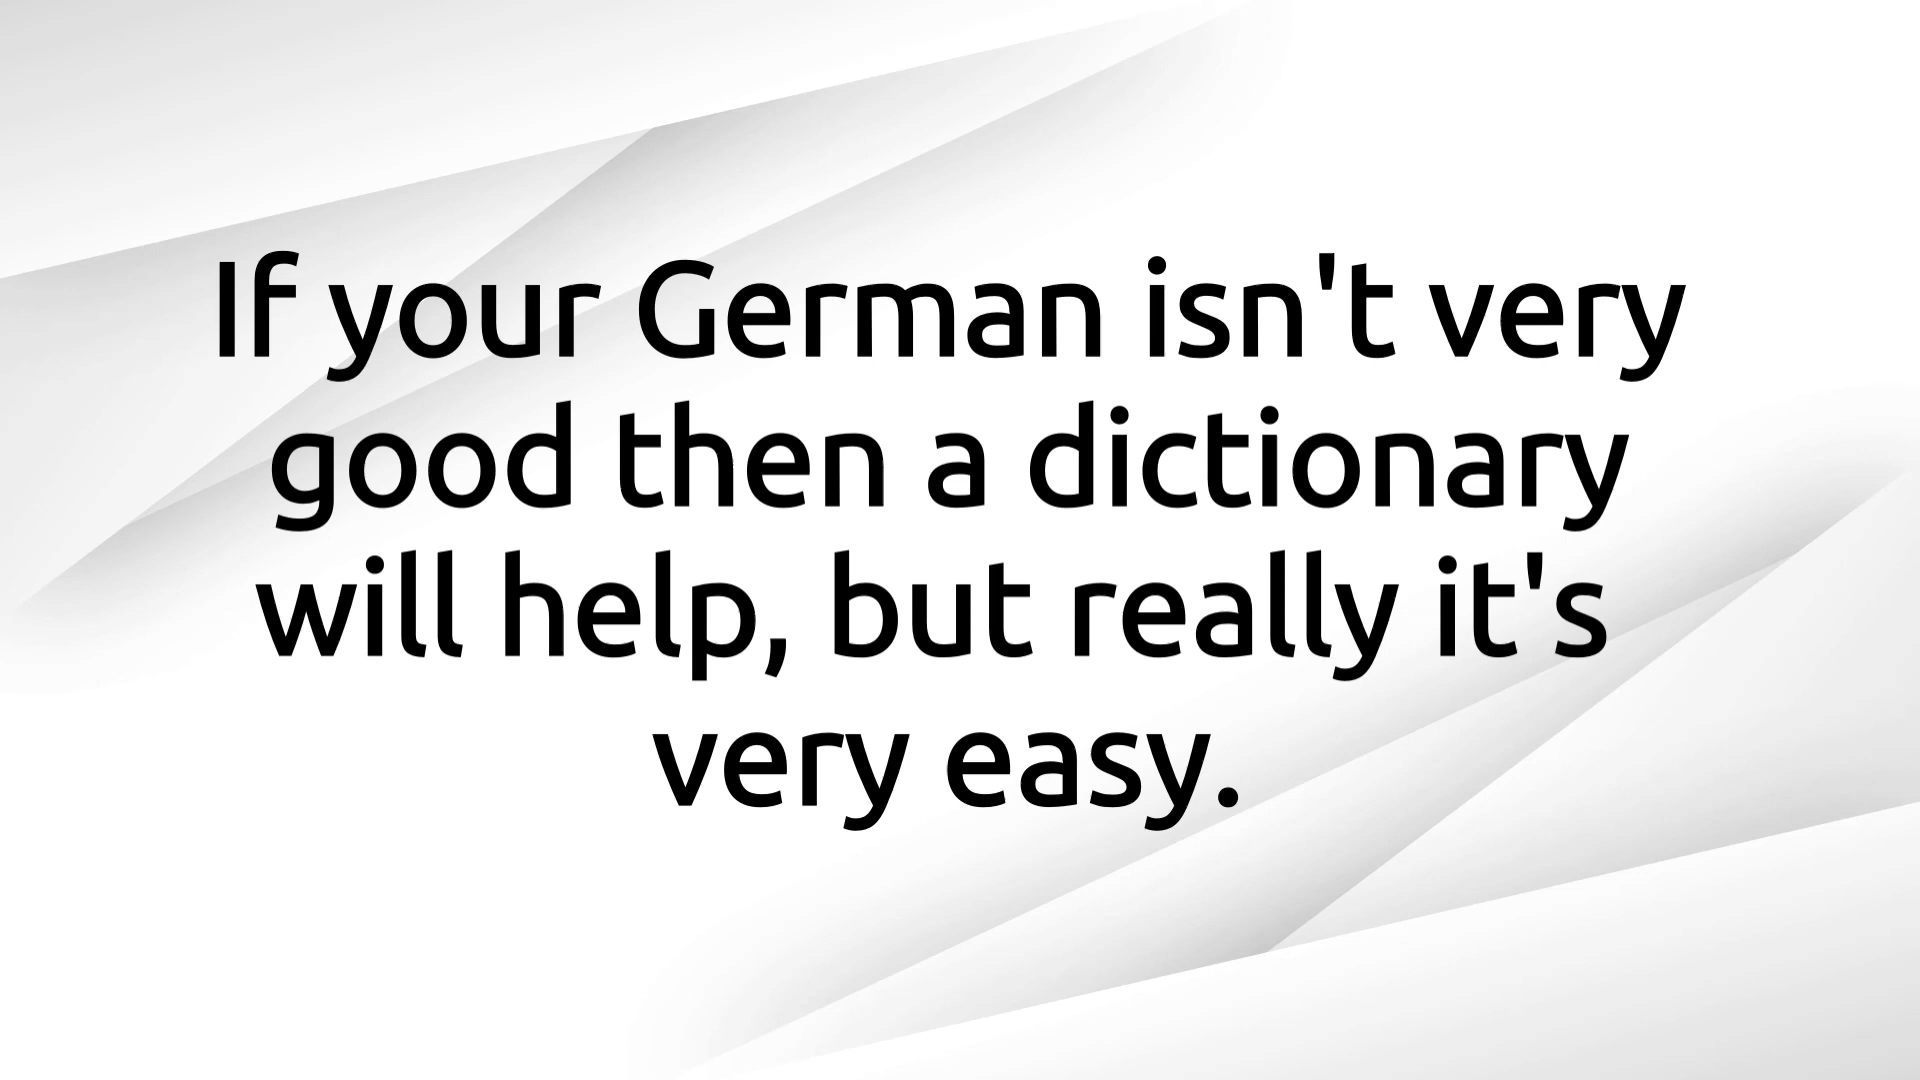 If your German isn't very
good then a dictionary
will help, but really it's
very easy.